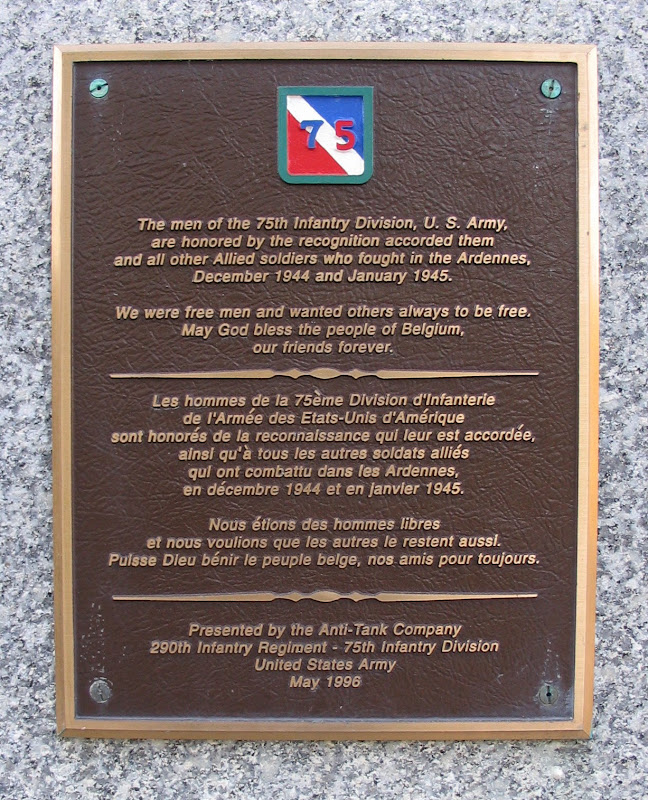 75
The men of the 75th Infantry Division, U. S. Army,
are honored by the recognition accorded them
and all other Allied soldiers who fought in the Ardennes,
December 1944 and January 1945.
We were free men and wanted others always to be free.
May God bless the people of Belgium,
our friends forever.
Les hommes de la 75ème Division d'Infanterie
de l'Armée des Etats-Unis d'Amérique
sont honorés de la reconnaissance qui leur est accordée,
ainsi qu'à tous les autres soldats alliés
qui ont combattu dans les Ardennes,
en décembre 1944 et en janvier 1945.
Nous étions des hommes libres
et nous voulions que les autres le restent aussi.
Puisse Dieu bénir le peuple belge, nos amis pour toujours.
Presented by the Anti-Tank Company
290th Infantry Regiment - 75th Infantry Division
United States Army
May 1996